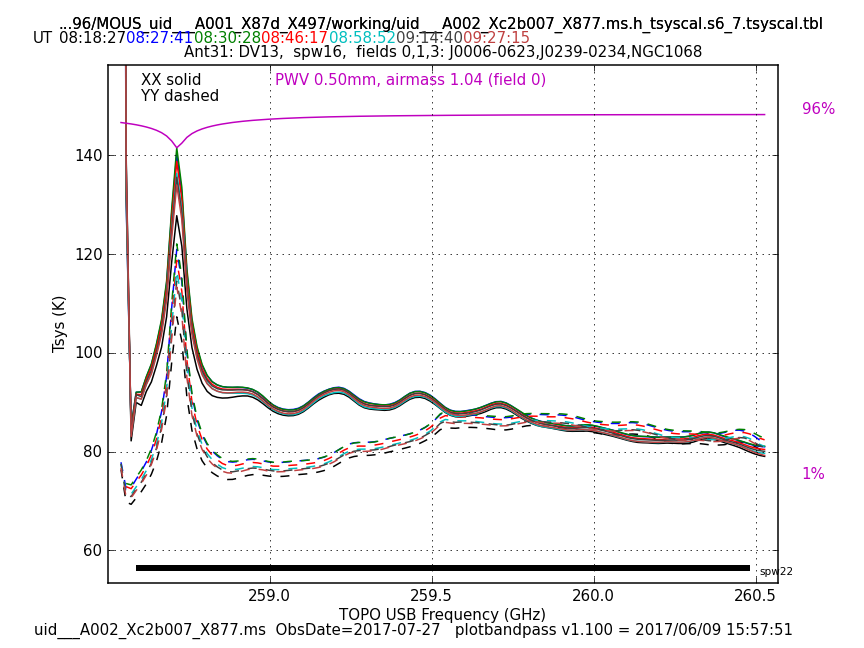 ...96/MOUS_uid___A001_X87d_X497/working/uid___A002_Xc2b007_X877.ms.h_tsyscal.s6_7.tsyscal.tbl
UT 08:18:27 08:27:41 08:30:28 08:46:17 08:58:52 09:14:40 09:27:15
Ant31: DV13,  spw16,  fields 0,1,3: J0006-0623,J0239-0234,NGC1068
XX solid
PWV 0.50mm, airmass 1.04 (field 0)
YY dashed
96%
140
120
Tsys (K)
100
80
1%
60
spw22
259.0
259.5
260.0
260.5
TOPO USB Frequency (GHz)
uid___A002_Xc2b007_X877.ms  ObsDate=2017-07-27   plotbandpass v1.100 = 2017/06/09 15:57:51